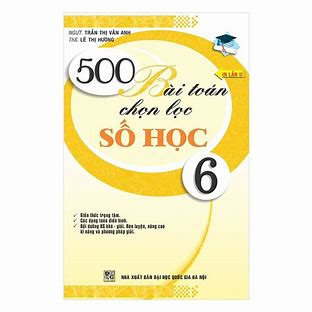 NGƯT. TRẦN THỊ VÂN ANH
THS. LÊ THỊ HƯƠNG
IN LẦN II
500 Bài toán
chọn lọc
SỐ HỌC
6
Kiến thức trọng tâm.
Các dạng toán điển hình.
Bồi dưỡng HS khá - giỏi. Rèn luyện, nâng cao
kĩ năng và phương pháp giải.
NHÀ XUẤT BẢN ĐẠI HỌC QUỐC GIA HÀ NỘI